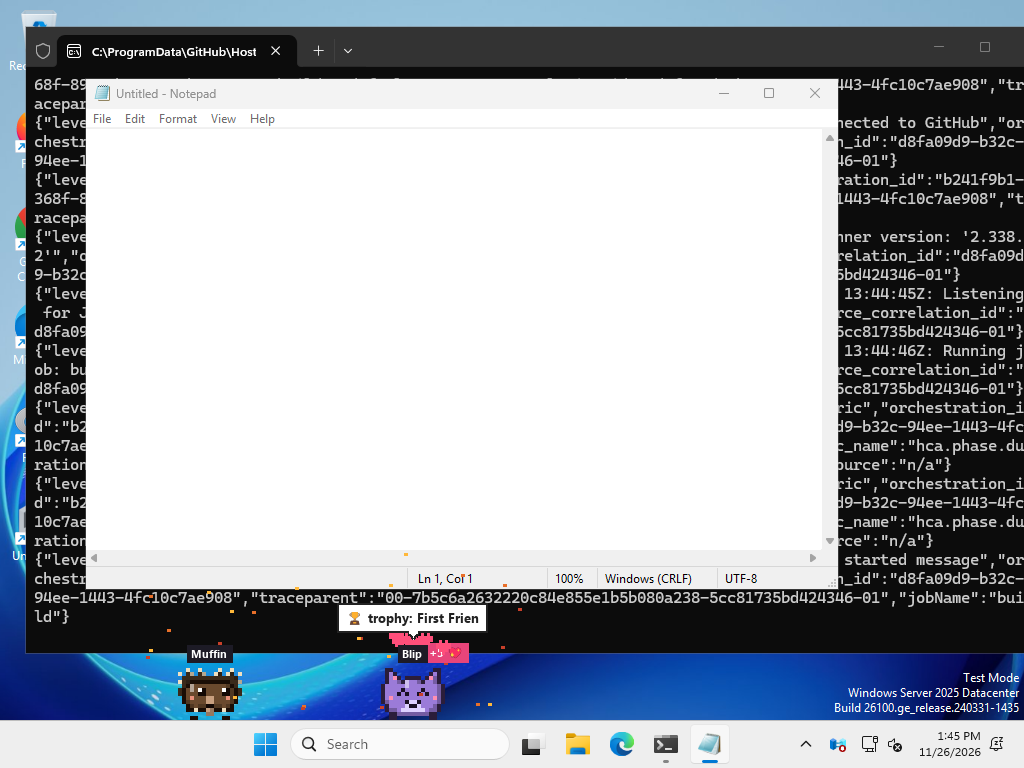 C:\ProgramData\GitHub\Host
Untitled - Notepad
File Edit Format View Help
68f-89
1443-4fc10c7ae908","tr
acepar
{"leve
nected to GitHub","or
chestr
n_id":"d8fa09d9-b32c-
94ee-1
46-01"}
{"leve
ration_id":"b241f9b1-
368f-8
1443-4fc10c7ae908","t
racepa
{"leve
nner version: '2.338.
2'","o
relation_id":"d8fa09d
9-b32c
5bd424346-01"}
{"leve
13:44:45Z: Listening
for J
rce_correlation_id":"
d8fa09
5cc81735bd424346-01"}
{"leve
13:44:46Z: Running j
ob: bu
rce_correlation_id":"
d8fa09
5cc81735bd424346-01"}
{"leve
ric","orchestration_i
d":"b2
d9-b32c-94ee-1443-4fc
10c7ae
c_name":"hca.phase.du
ration
ource":"n/a"}
{"leve
ric","orchestration_i
d":"b2
d9-b32c-94ee-1443-4fc
10c7ae
c_name":"hca.phase.du
ration
rce":"n/a"}
{"leve
started message","or
chestr
n_id":"d8fa09d9-b32c-
94ee-1443-4fc10c7ae908","traceparent":"00-7b5c6a2632220c84e855e1b5b080a238-5cc81735bd424346-01","jobName":"bui
ld"}
Ln 1, Col 1
100%
Windows (CRLF)
UTF-8
trophy: First Frien
Muffin
Blip
+5
Test Mode
Windows Server 2025 Datacenter
Build 26100.ge_release.240331-1435
Search
1:45 PM
11/26/2026